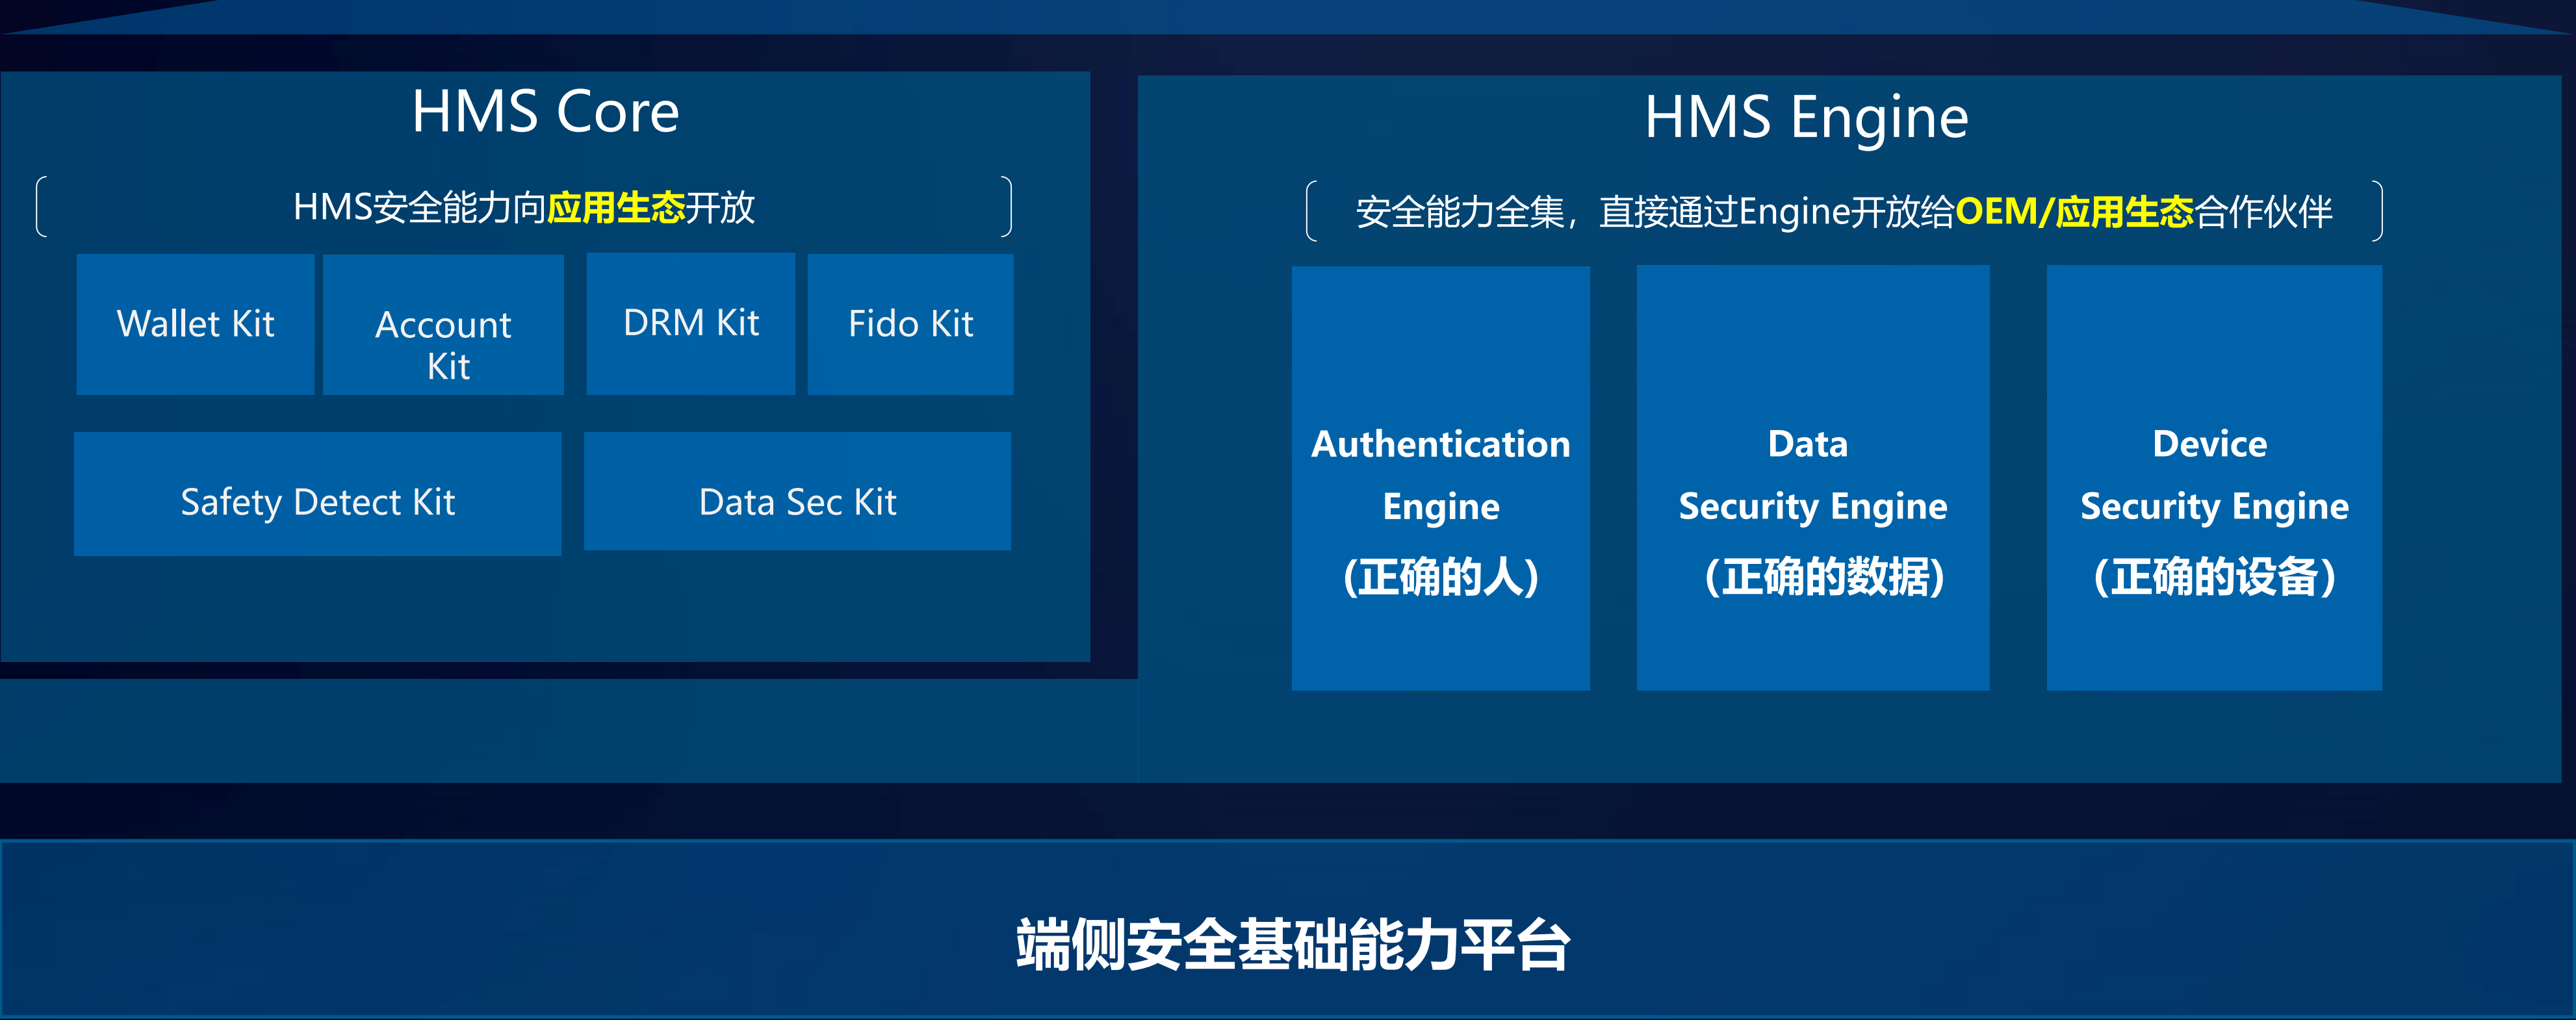 HMS Core
HMS安全能力向应用生态开放
Wallet Kit
Account
Kit
DRM Kit
Fido Kit
Safety Detect Kit
Data Sec Kit
HMS Engine
安全能力全集，直接通过Engine开放给OEM/应用生态合作伙伴
Authentication
Engine
(正确的人)
Data
Security Engine
(正确的数据)
Device
Security Engine
(正确的设备)
端侧安全基础能力平台